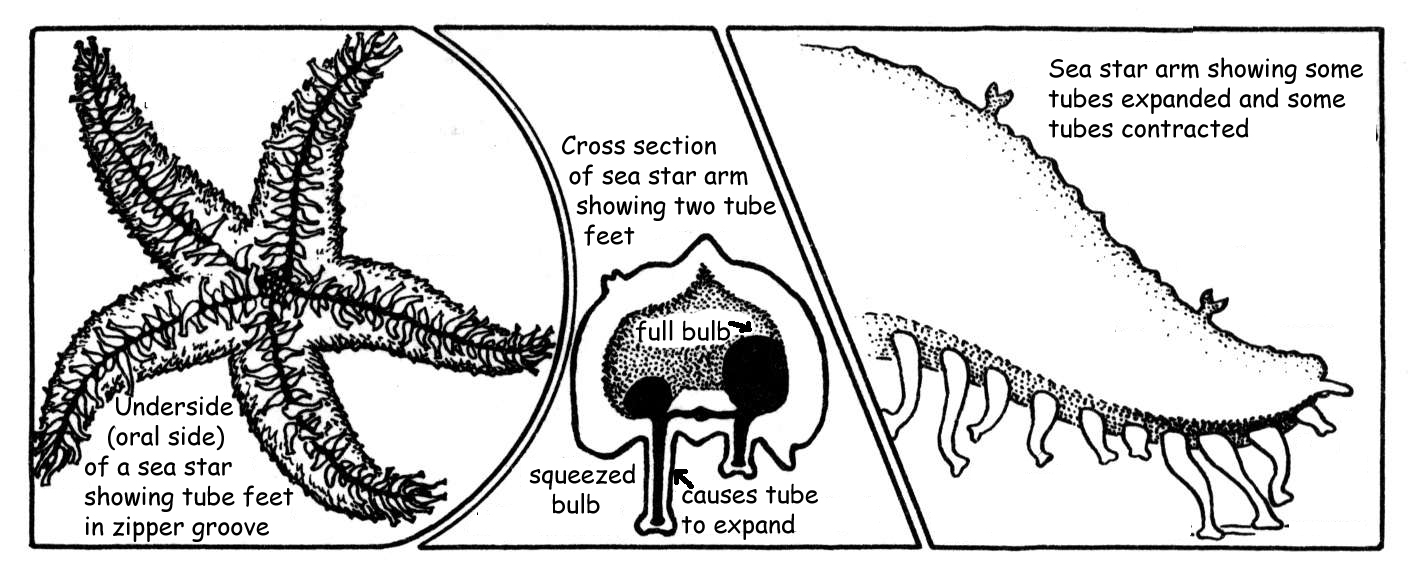 Underside
(oral side)
of a sea star
showing tube feet
in zipper groove
Cross section
of sea star arm
showing two tube
feet
full bulb
squeezed
bulb
causes tube
to expand
Sea star arm showing some
tubes expanded and some
tubes contracted